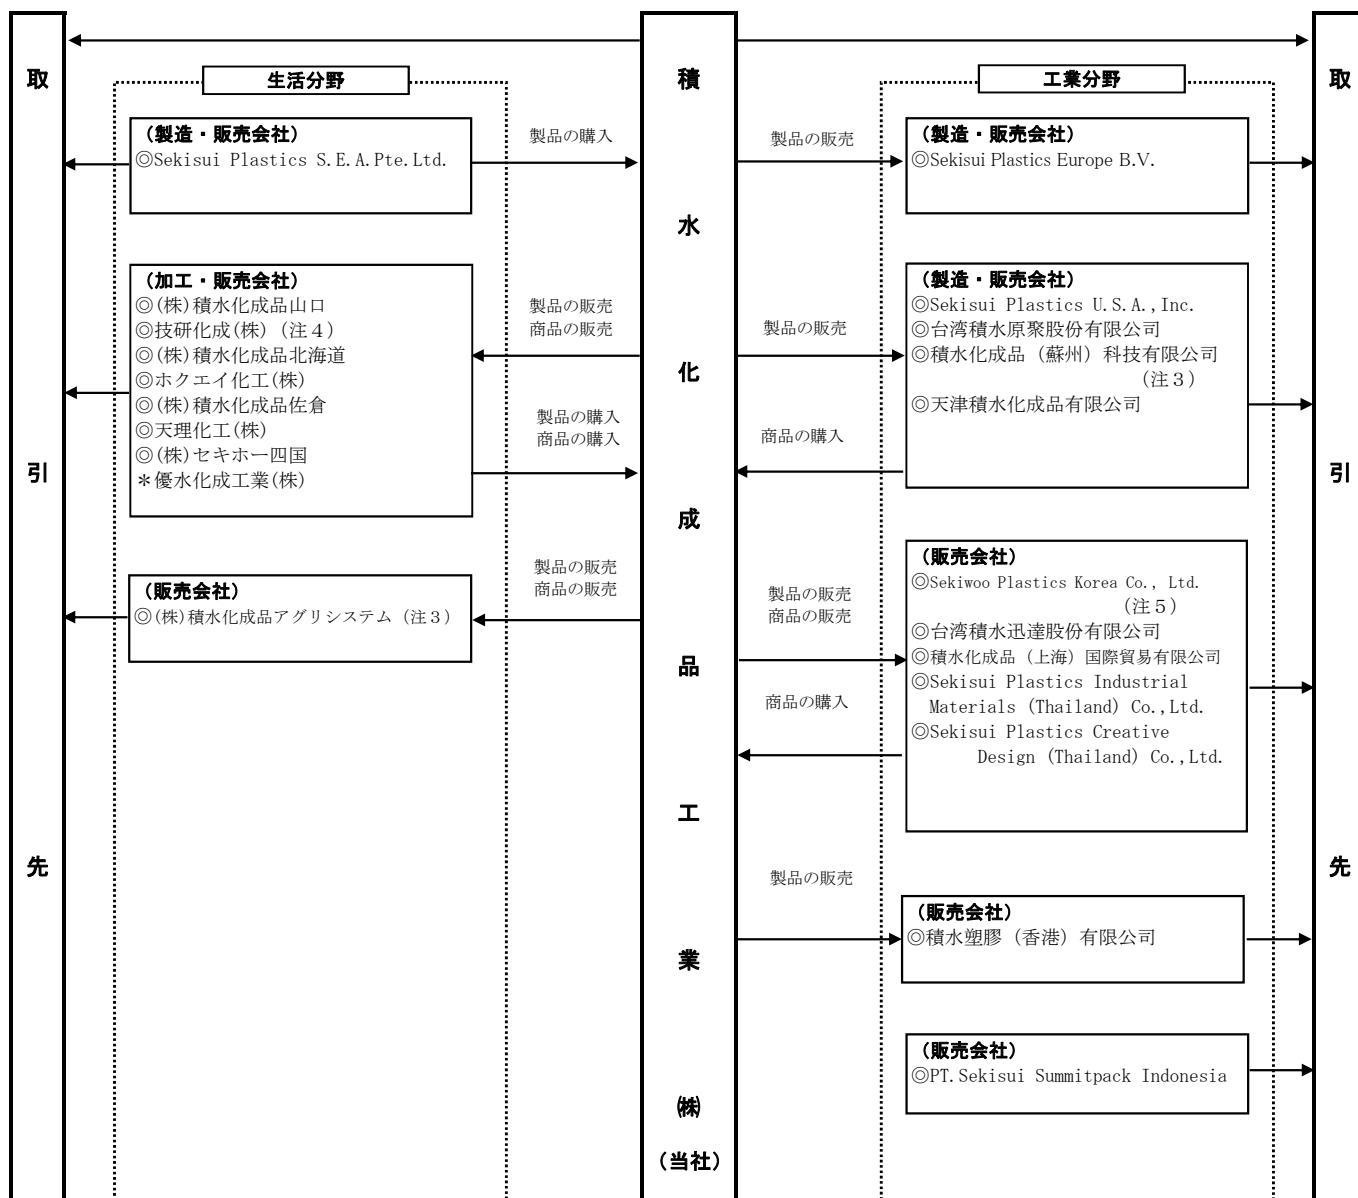 取
引
先
生活分野
(製造・販売会社)
◎Sekisui Plastics S.E.A.Pte.Ltd.
製品の購入
(加工・販売会社)
◎(株)積水化成品山口
◎技研化成(株)(注4)
◎(株)積水化成品北海道
◎ホクエイ化工(株)
◎(株)積水化成品佐倉
◎天理化工(株)
◎(株)セキホー四国
*優水化成工業(株)
製品の販売
商品の販売
製品の購入
商品の購入
(販売会社)
◎(株)積水化成品アグリシステム(注3)
製品の販売
商品の販売
積
水
化
成
品
工
業
㈱
(当社)
工業分野
製品の販売
(製造・販売会社)
◎Sekisui Plastics Europe B.V.
製品の販売
商品の購入
(製造・販売会社)
◎Sekisui Plastics U.S.A.,Inc.
◎台湾積水原聚股份有限公司
◎積水化成品(蘇州)科技有限公司
(注3)
◎天津積水化成品有限公司
製品の販売
商品の販売
商品の購入
(販売会社)
◎Sekiwoo Plastics Korea Co., Ltd.
(注5)
◎台湾積水迅達股份有限公司
◎積水化成品(上海)国際貿易有限公司
◎Sekisui Plastics Industrial
Materials (Thailand) Co.,Ltd.
◎Sekisui Plastics Creative
Design (Thailand) Co.,Ltd.
製品の販売
(販売会社)
◎積水塑膠(香港)有限公司
(販売会社)
◎PT.Sekisui Summitpack Indonesia
取
引
先